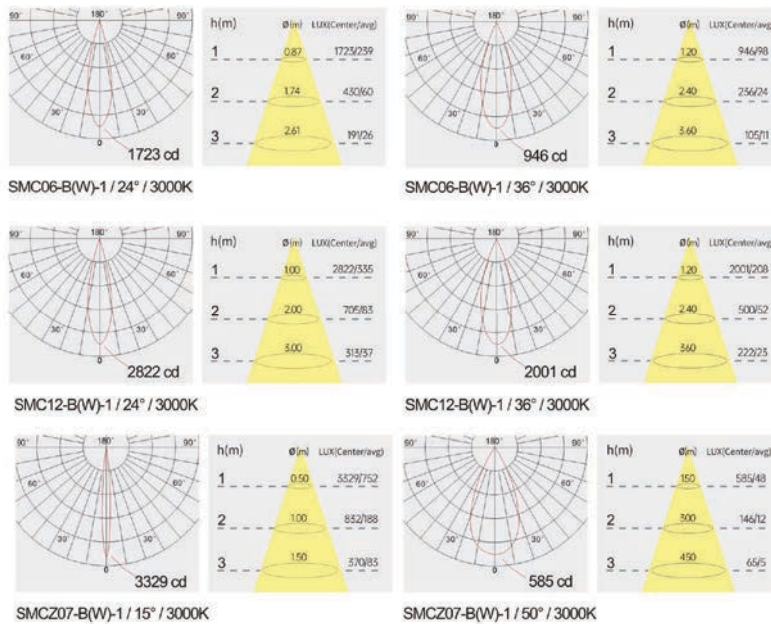 180°
90° 90°
60° 60°
30° 30°
0
1723 cd
h(m) Ø(m) LUX(Center/avg)
1 0.87 1723/239
2 1.74 430/60
3 2.61 191/26
SMC06-B(W)-1 / 24° / 3000K
180°
90° 90°
60° 60°
30° 30°
0
946 cd
h(m) Ø(m) LUX(Center/avg)
1 1.20 946/98
2 2.40 236/24
3 3.60 105/11
SMC06-B(W)-1 / 36° / 3000K
180°
90° 90°
60° 60°
30° 30°
0
2822 cd
h(m) Ø(m) LUX(Center/avg)
1 1.00 2822/335
2 2.00 705/83
3 3.00 313/37
SMC12-B(W)-1 / 24° / 3000K
180°
90° 90°
60° 60°
30° 30°
0
2001 cd
h(m) Ø(m) LUX(Center/avg)
1 1.20 2001/208
2 2.40 500/52
3 3.60 222/23
SMC12-B(W)-1 / 36° / 3000K
180°
90° 90°
60° 60°
30° 30°
0
3329 cd
h(m) Ø(m) LUX(Center/avg)
1 0.50 3329/752
2 1.00 832/188
3 1.50 370/83
SMCZ07-B(W)-1 / 15° / 3000K
180°
90° 90°
60° 60°
30° 30°
0
585 cd
h(m) Ø(m) LUX(Center/avg)
1 1.50 585/48
2 3.00 146/12
3 4.50 65/5
SMCZ07-B(W)-1 / 50° / 3000K